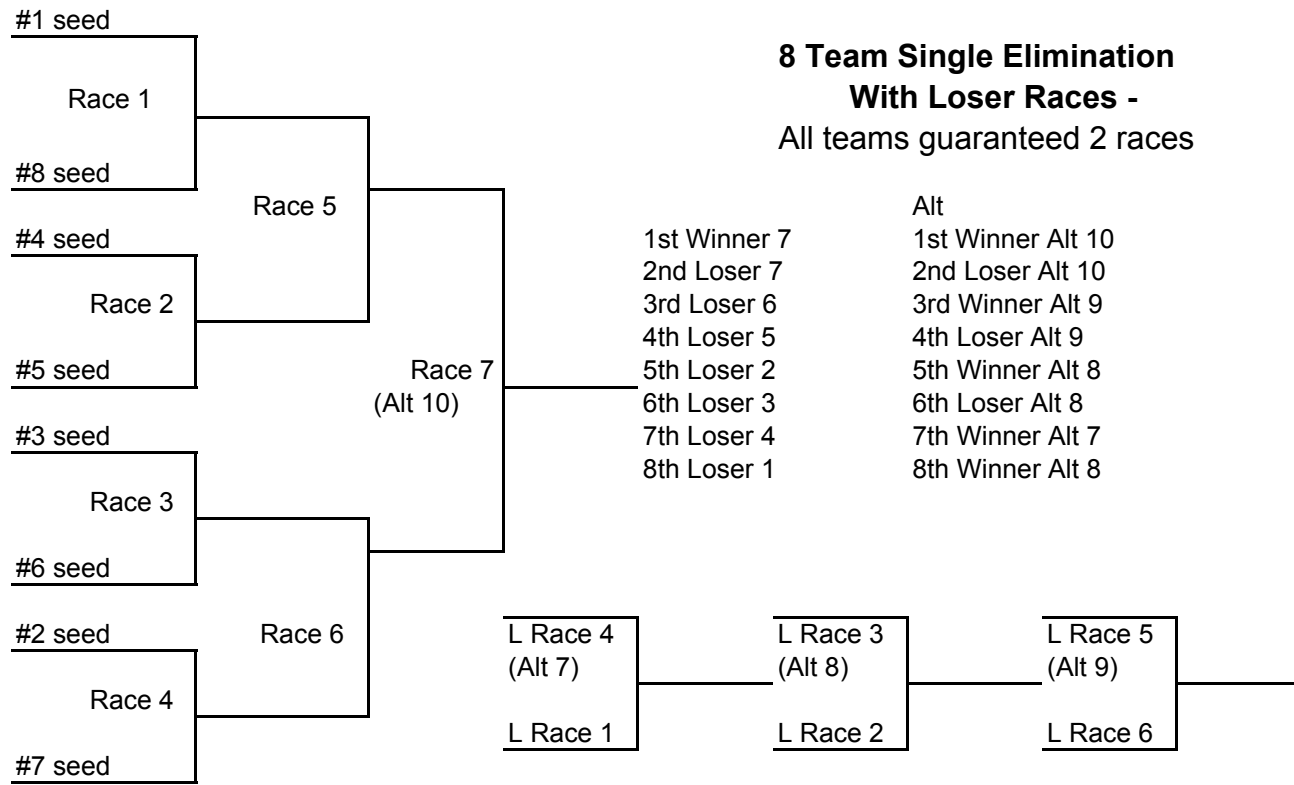 #1 seed
8 Team Single Elimination
With Loser Races -
All teams guaranteed 2 races
Race 1
#8 seed
Race 5
#4 seed
Race 2
#5 seed
Race 7
(Alt 10)
#3 seed
Race 3
#6 seed
#2 seed
Race 6
Race 4
#7 seed
1st Winner 7
2nd Loser 7
3rd Loser 6
4th Loser 5
5th Loser 2
6th Loser 3
7th Loser 4
8th Loser 1
Alt
1st Winner Alt 10
2nd Loser Alt 10
3rd Winner Alt 9
4th Loser Alt 9
5th Winner Alt 8
6th Loser Alt 8
7th Winner Alt 7
8th Winner Alt 8
L Race 4
(Alt 7)
L Race 1
L Race 3
(Alt 8)
L Race 2
L Race 5
(Alt 9)
L Race 6